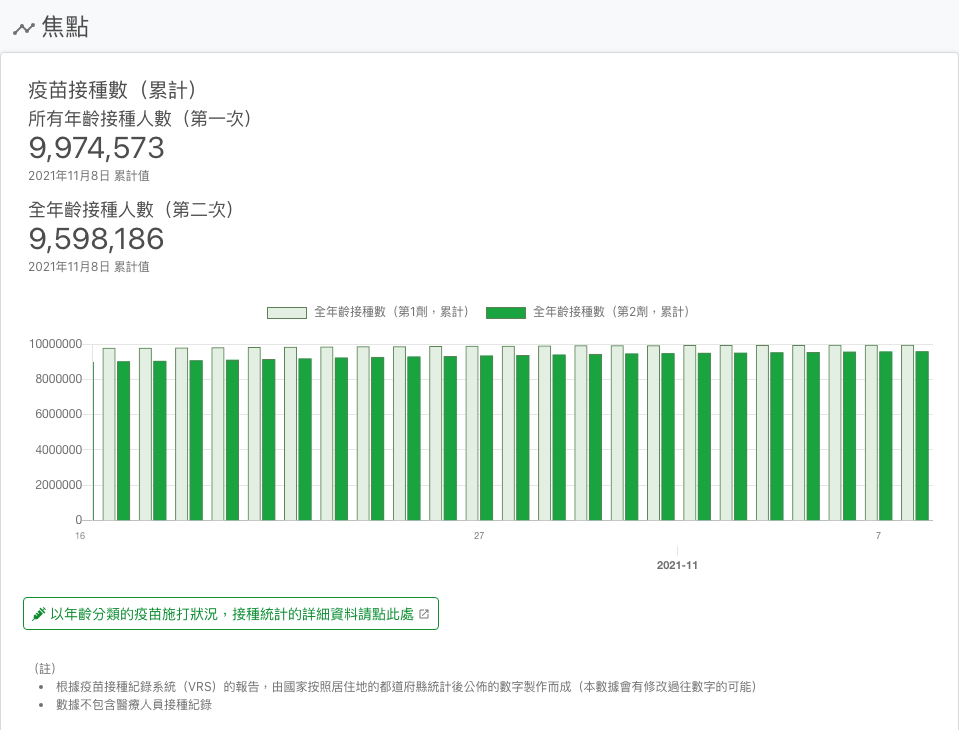 焦點
疫苗接種數（累計）
所有年齡接種人數（第一次）
9,974,573
2021年11月8日 累計值
全年齡接種人數（第二次）
9,598,186
2021年11月8日 累計值
全年齡接種數（第1劑，累計） 全年齡接種數（第2劑，累計）
10000000
8000000
6000000
4000000
2000000
0
16 27 7
2021-11
以年齡分類的疫苗施打狀況，接種統計的詳細資料請點此處
（註）
• 根據疫苗接種紀錄系統（VRS）的報告，由國家按照居住地的都道府縣統計後公佈的數字製作而成（本數據會有修改過往數字的可能）
• 數據不包含醫療人員接種紀錄